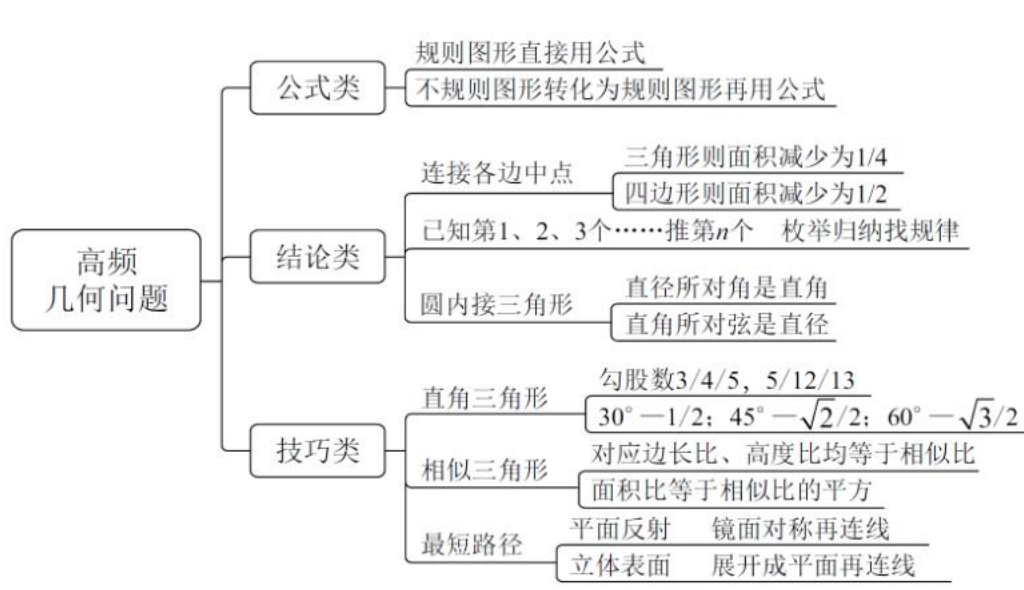 高频
几何问题
公式类
规则图形直接用公式
不规则图形转化为规则图形再用公式
结论类
连接各边中点
三角形则面积减少为1/4
四边形则面积减少为1/2
已知第1、2、3个……推第n个 枚举归纳找规律
圆内接三角形
直径所对角是直角
直角所对弦是直径
技巧类
直角三角形
勾股数3/4/5，5/12/13
30°—1/2；45°—√2/2；60°—√3/2
相似三角形
对应边长比、高度比均等于相似比
面积比等于相似比的平方
最短路径
平面反射 镜面对称再连线
立体表面 展开成平面再连线